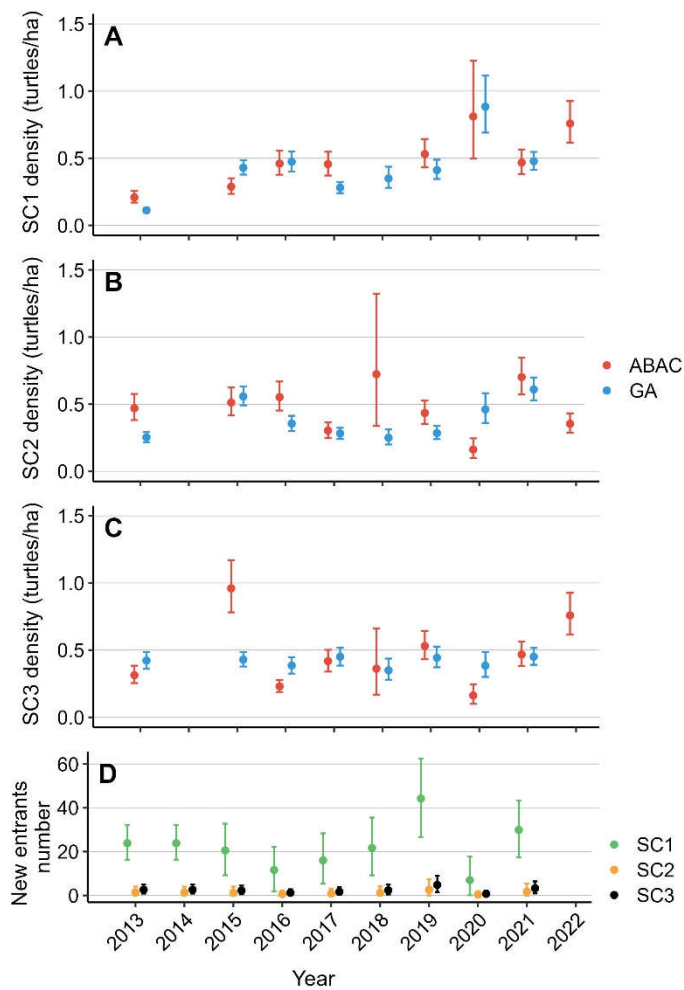 A
SC1 density (turtles/ha)
1.5
1.0
0.5
0.0
B
SC2 density (turtles/ha)
1.5
1.0
0.5
0.0
ABAC
GA
C
SC3 density (turtles/ha)
1.5
1.0
0.5
0.0
D
New entrants
number
60
40
20
0
SC1
SC2
SC3
2013
2014
2015
2016
2017
2018
2019
2020
2021
2022
Year